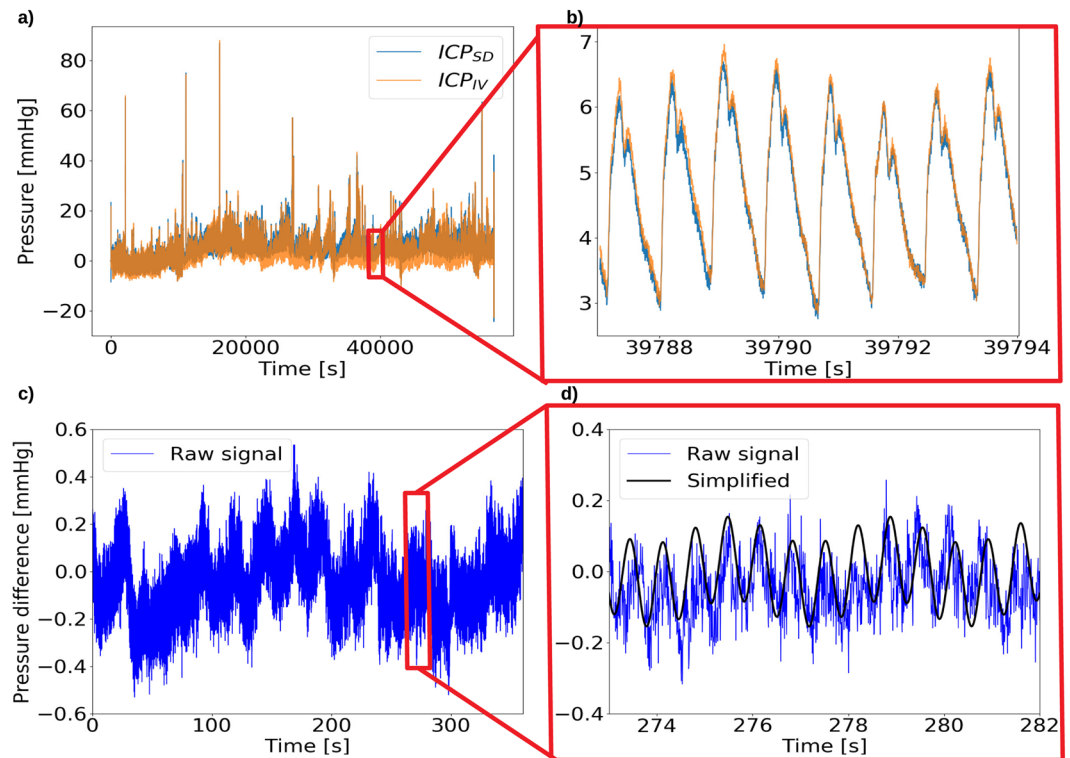 a)
b)
Pressure [mmHg]
80
60
40
20
0
−20
ICP_SD
ICP_IV
0
20000
40000
Time [s]
7
6
5
4
3
39788
39790
39792
39794
Time [s]
c)
d)
Pressure difference [mmHg]
0.6
0.4
0.2
0.0
−0.2
−0.4
−0.6
Raw signal
0
100
200
300
Time [s]
0.4
0.2
0.0
−0.2
−0.4
Raw signal
Simplified
274
276
278
280
282
Time [s]